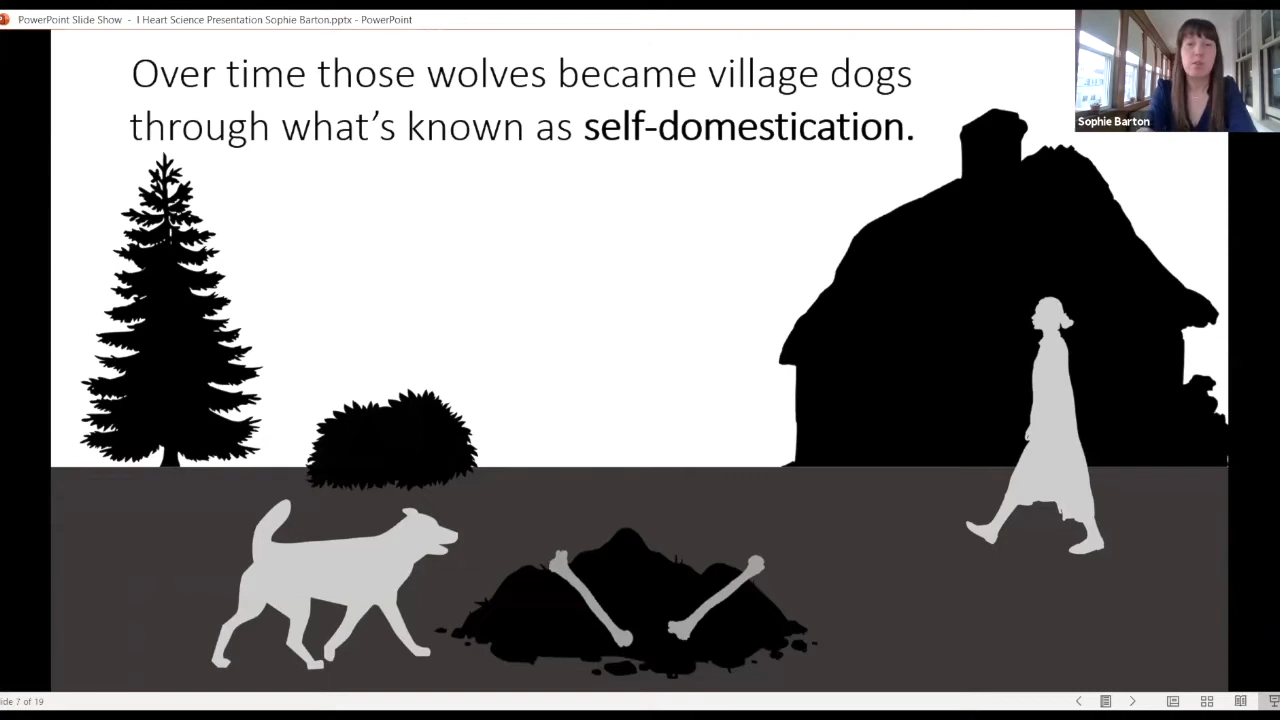 PowerPoint Slide Show - I Heart Science Presentation Sophie Barton.pptx - PowerPoint
Over time those wolves became village dogs
through what’s known as self-domestication.
Sophie Barton
lide 7 of 19